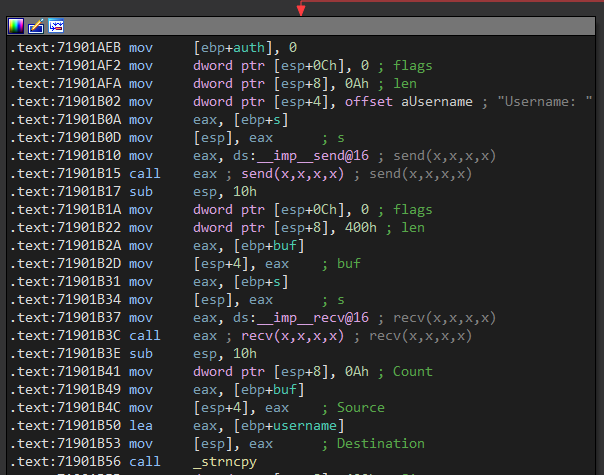 .text:71901AEB mov [ebp+auth], 0
.text:71901AF2 mov dword ptr [esp+0Ch], 0 ; flags
.text:71901AFA mov dword ptr [esp+8], 0Ah ; len
.text:71901B02 mov dword ptr [esp+4], offset aUsername ; "Username: "
.text:71901B0A mov eax, [ebp+s]
.text:71901B0D mov [esp], eax ; s
.text:71901B10 mov eax, ds:__imp__send@16 ; send(x,x,x,x)
.text:71901B15 call eax ; send(x,x,x,x) ; send(x,x,x,x)
.text:71901B17 sub esp, 10h
.text:71901B1A mov dword ptr [esp+0Ch], 0 ; flags
.text:71901B22 mov dword ptr [esp+8], 400h ; len
.text:71901B2A mov eax, [ebp+buf]
.text:71901B2D mov [esp+4], eax ; buf
.text:71901B31 mov eax, [ebp+s]
.text:71901B34 mov [esp], eax ; s
.text:71901B37 mov eax, ds:__imp__recv@16 ; recv(x,x,x,x)
.text:71901B3C call eax ; recv(x,x,x,x) ; recv(x,x,x,x)
.text:71901B3E sub esp, 10h
.text:71901B41 mov dword ptr [esp+8], 0Ah ; Count
.text:71901B49 mov eax, [ebp+buf]
.text:71901B4C mov [esp+4], eax ; Source
.text:71901B50 lea eax, [ebp+username]
.text:71901B53 mov [esp], eax ; Destination
.text:71901B56 call _strncpy